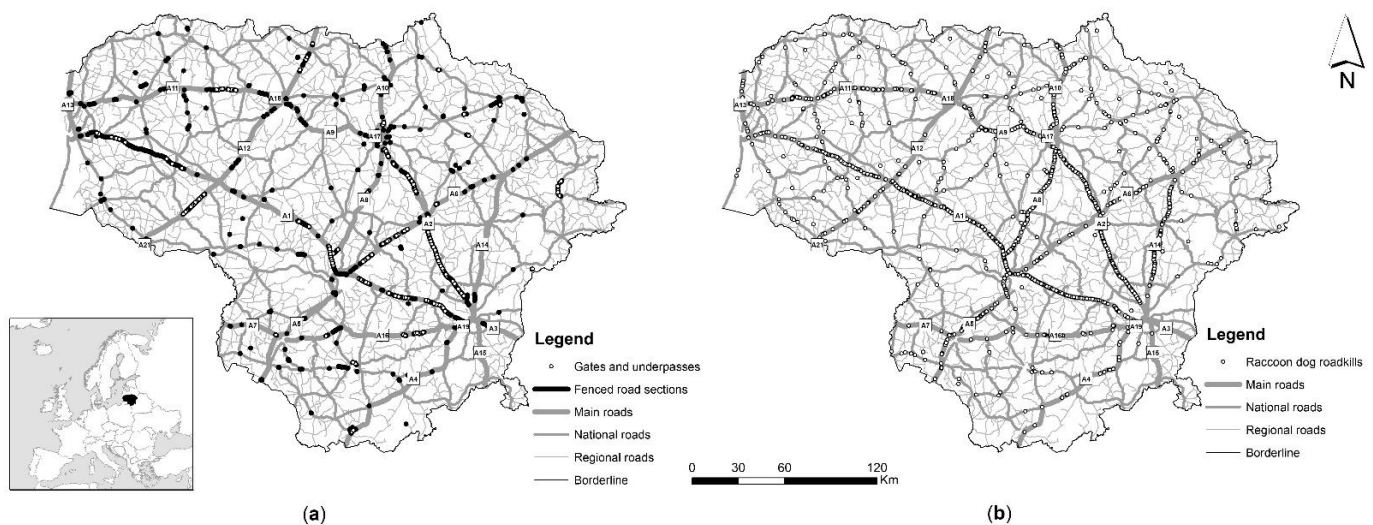 A13
A11
A18
A10
A9
A17
A12
A6
A1
A8
A2
A21
A14
A7
A5
A16
A19
A3
A15
A4
Legend
Gates and underpasses
Fenced road sections
Main roads
National roads
Regional roads
Borderline
(a)
A13
A11
A18
A10
A9
A17
A12
A6
A1
A8
A2
A21
A14
A7
A5
A16
A19
A3
A15
A4
N
Legend
Raccoon dog roadkills
Main roads
National roads
Regional roads
Borderline
0 30 60 120
Km
(b)